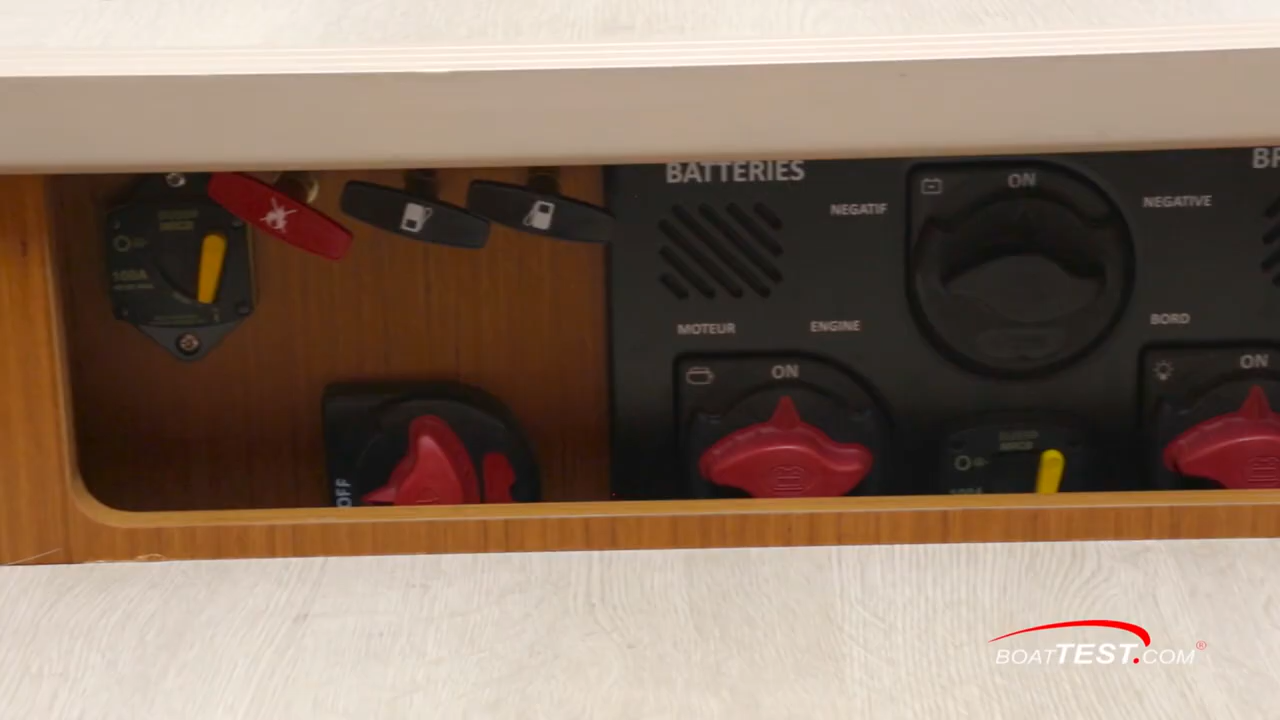 BATTERIES
BR
ON
NEGATIF
NEGATIVE
100A
MOTEUR
ENGINE
BORD
ON
ON
OFF
BOATTEST.COM®